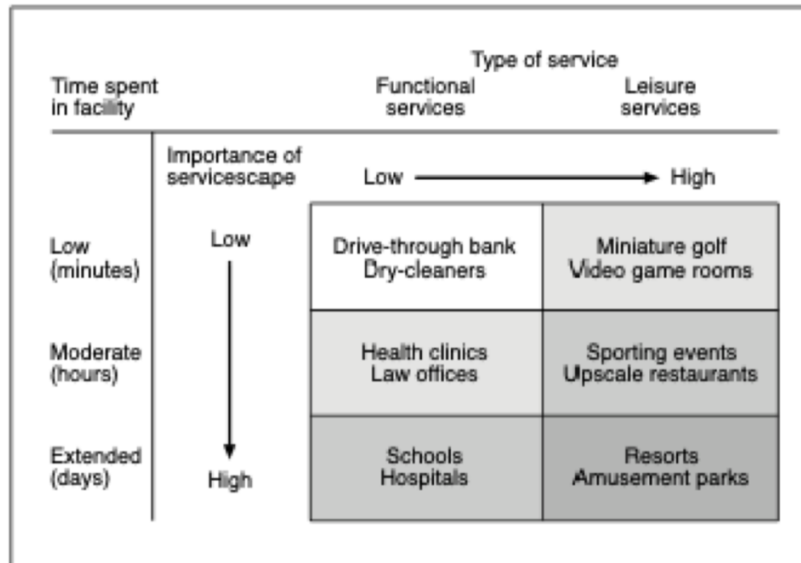 Type of service
Time spent
in facility
Functional
services
Leisure
services
Importance of
servicescape
Low
High
Low
(minutes)
Low
Drive-through bank
Dry-cleaners
Miniature golf
Video game rooms
Moderate
(hours)
Health clinics
Law offices
Sporting events
Upscale restaurants
Extended
(days)
High
Schools
Hospitals
Resorts
Amusement parks